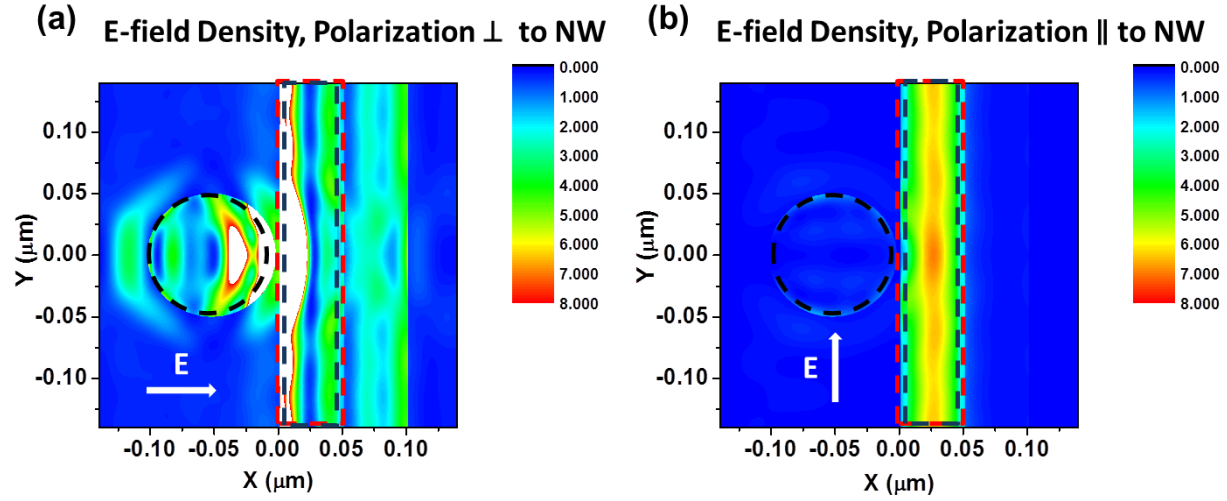 (a) E-field Density, Polarization ⊥ to NW
0.10
0.05
0.00
-0.05
-0.10
Y (μm)
-0.10 -0.05 0.00 0.05 0.10
X (μm)
E
0.000
1.000
2.000
3.000
4.000
5.000
6.000
7.000
8.000
(b) E-field Density, Polarization ∥ to NW
0.10
0.05
0.00
-0.05
-0.10
Y (μm)
-0.10 -0.05 0.00 0.05 0.10
X (μm)
E
0.000
1.000
2.000
3.000
4.000
5.000
6.000
7.000
8.000